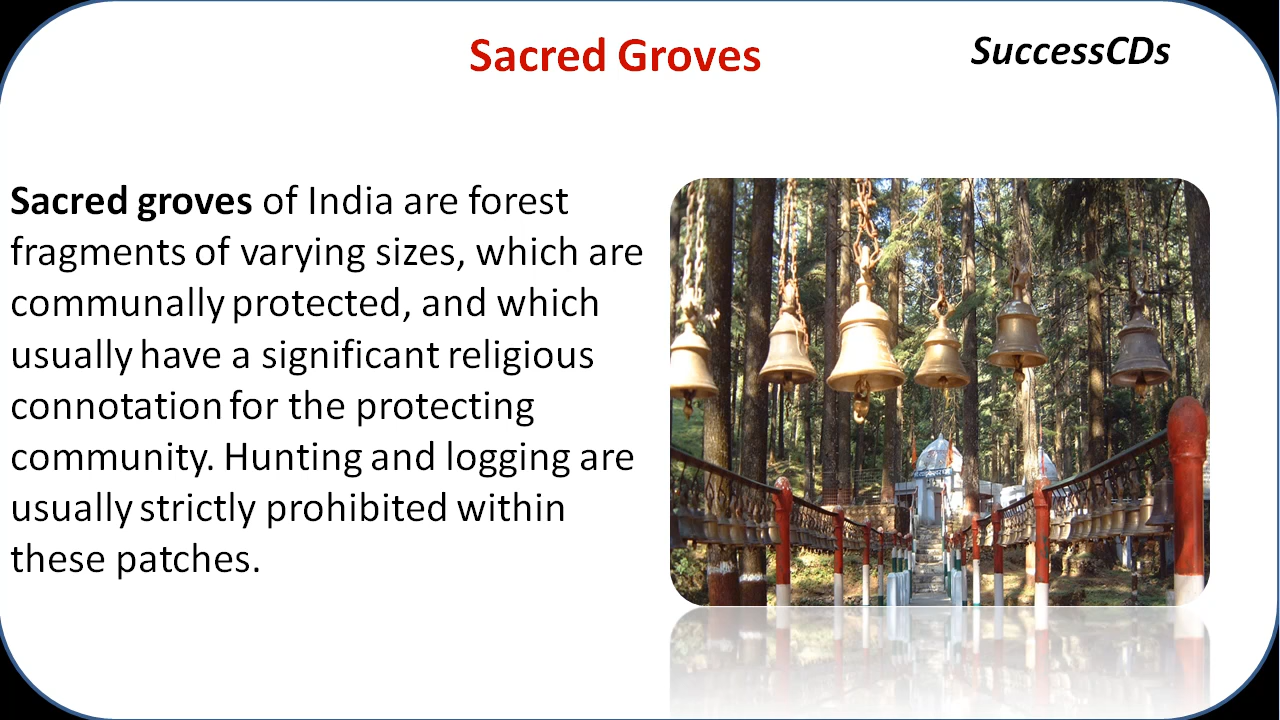 Sacred Groves
SuccessCDs
Sacred groves of India are forest
fragments of varying sizes, which are
communally protected, and which
usually have a significant religious
connotation for the protecting
community. Hunting and logging are
usually strictly prohibited within
these patches.